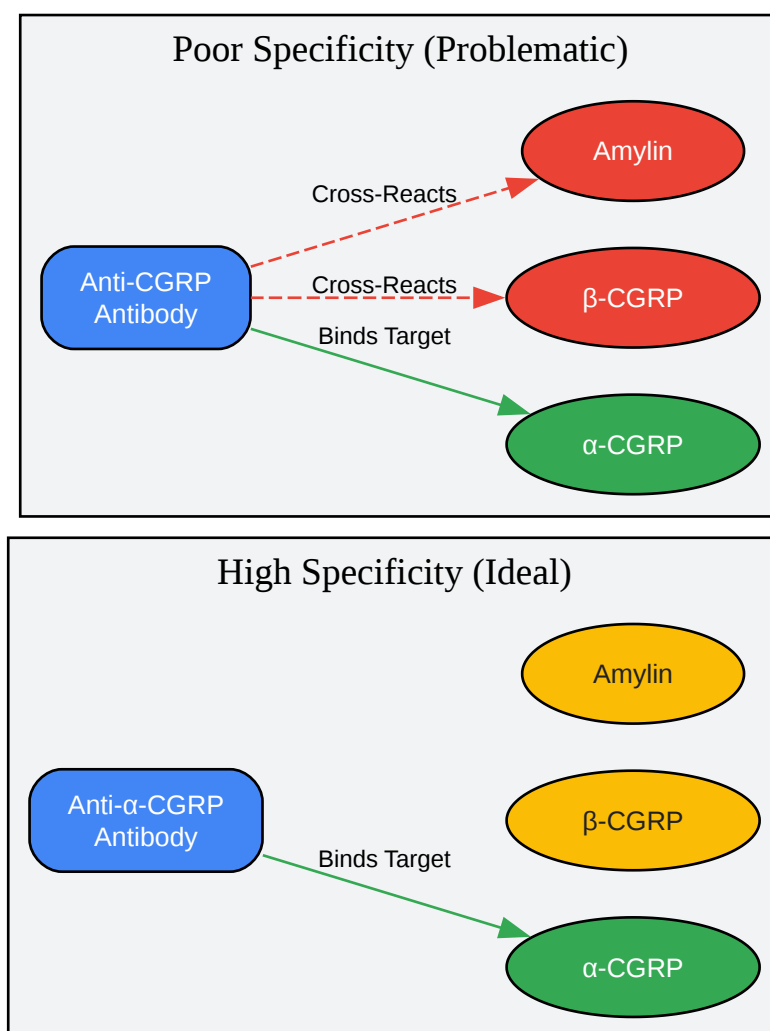 Poor Specificity (Problematic)
Amylin
Cross-Reacts
Anti-CGRP
Antibody
Cross-Reacts
β-CGRP
Binds Target
α-CGRP
High Specificity (Ideal)
Amylin
Anti-α-CGRP
Antibody
β-CGRP
Binds Target
α-CGRP